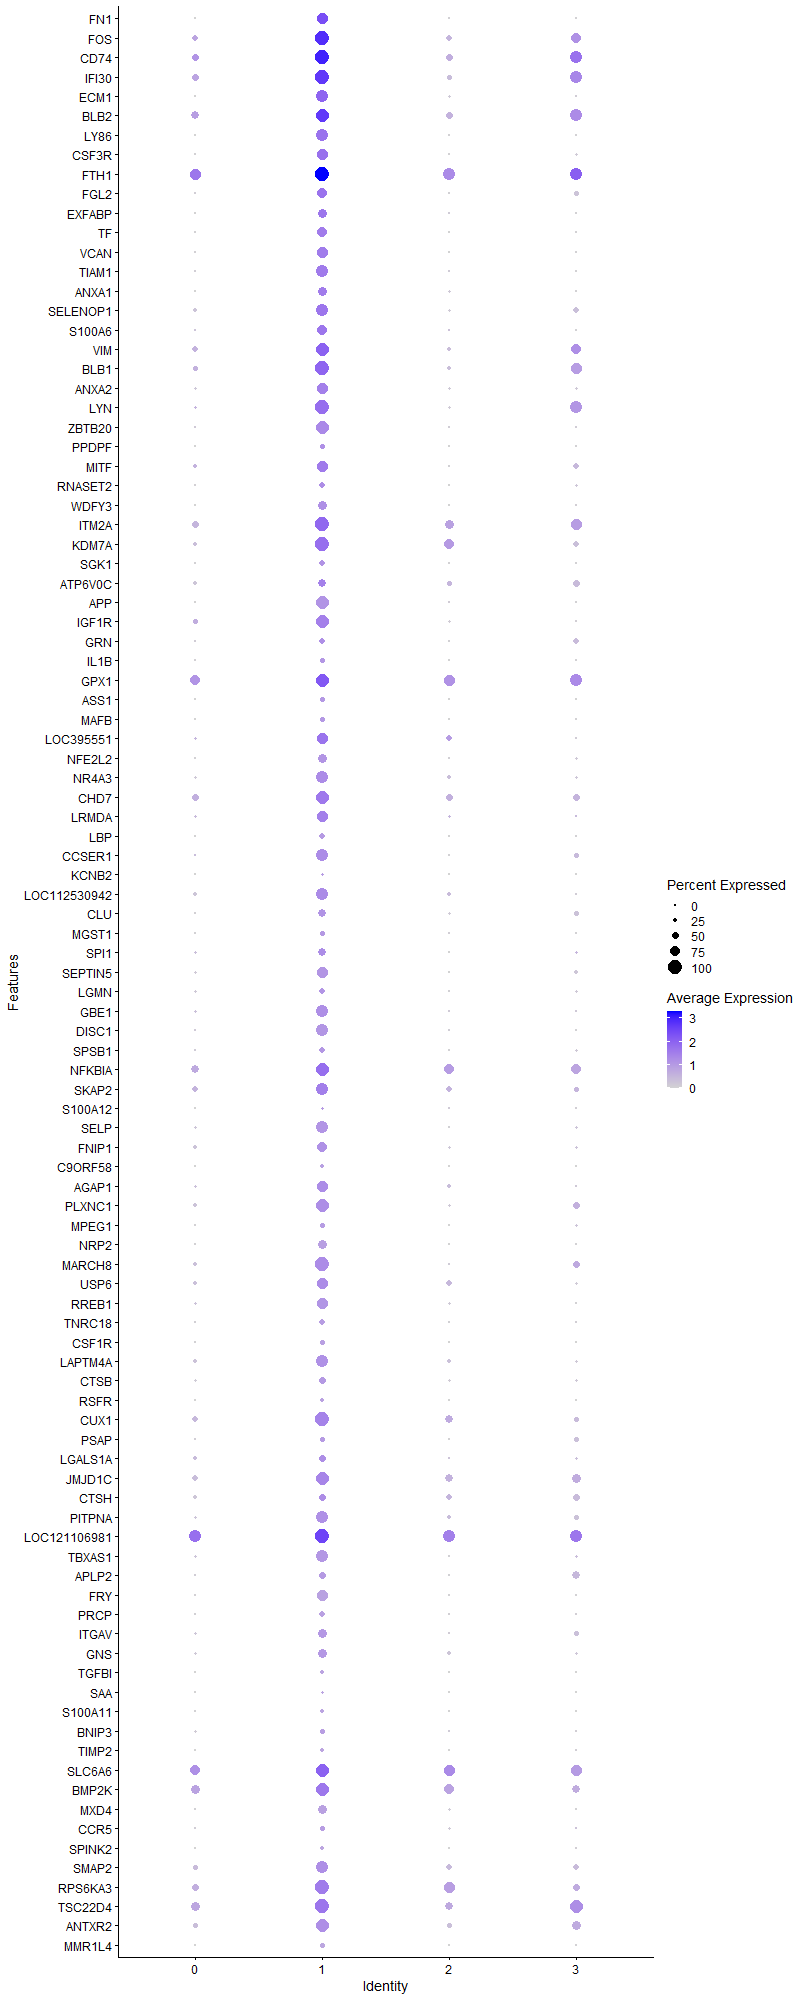 FN1
FOS
CD74
IFI30
ECM1
BLB2
LY86
CSF3R
FTH1
FGL2
EXFABP
TF
VCAN
TIAM1
ANXA1
SELENOP1
S100A6
VIM
BLB1
ANXA2
LYN
ZBTB20
PPDPF
MITF
RNASET2
WDFY3
ITM2A
KDM7A
SGK1
ATP6V0C
APP
IGF1R
GRN
IL1B
GPX1
ASS1
MAFB
LOC395551
NFE2L2
NR4A3
CHD7
LRMDA
LBP
CCSER1
KCNB2
LOC112530942
CLU
MGST1
SPI1
SEPTIN5
LGMN
GBE1
DISC1
SPSB1
NFKBIA
SKAP2
S100A12
SELP
FNIP1
C9ORF58
AGAP1
PLXNC1
MPEG1
NRP2
MARCH8
USP6
RREB1
TNRC18
CSF1R
LAPTM4A
CTSB
RSFR
CUX1
PSAP
LGALS1A
JMJD1C
CTSH
PITPNA
LOC121106981
TBXAS1
APLP2
FRY
PRCP
ITGAV
GNS
TGFBI
SAA
S100A11
BNIP3
TIMP2
SLC6A6
BMP2K
MXD4
CCR5
SPINK2
SMAP2
RPS6KA3
TSC22D4
ANTXR2
MMR1L4
Features
0 1 2 3
Identity
Percent Expressed
0
25
50
75
100
Average Expression
3
2
1
0